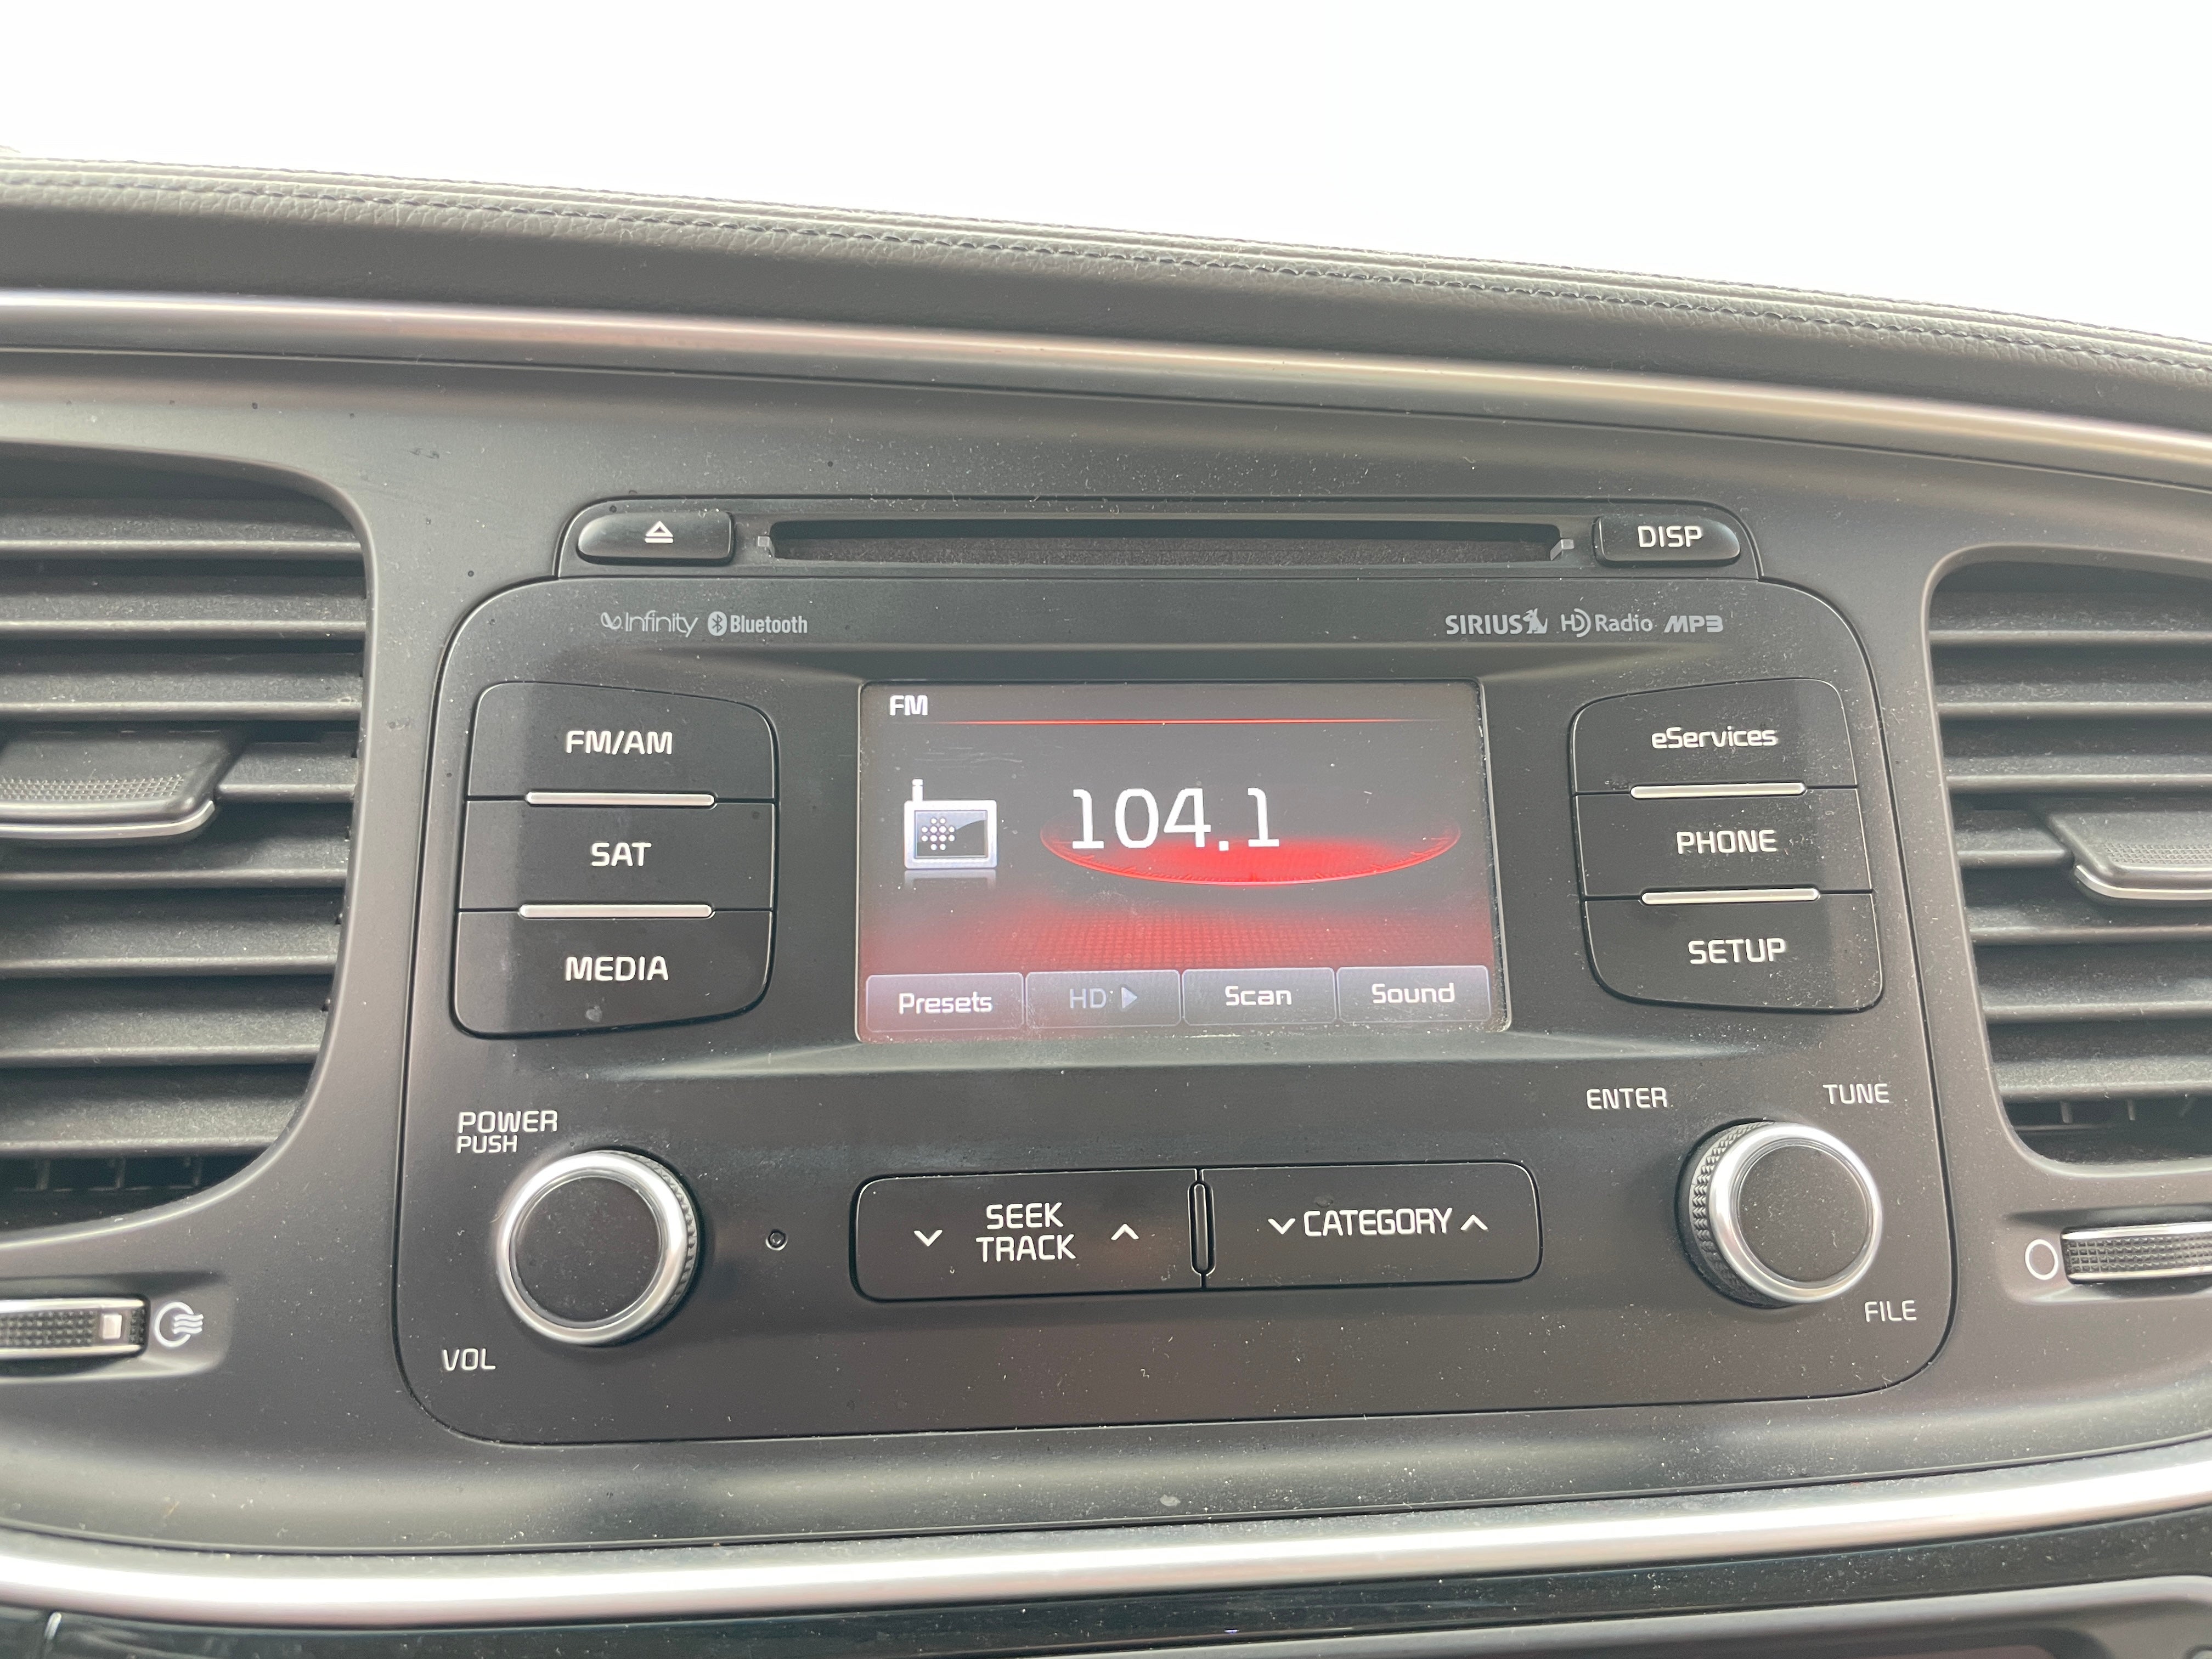 DISP
Infinity Bluetooth
SIRIUS HD Radio MP3
FM/AM
SAT
MEDIA
FM
104.1
Presets HD Scan Sound
eServices
PHONE
SETUP
POWER
PUSH
VOL
SEEK
TRACK
CATEGORY
ENTER
TUNE
FILE